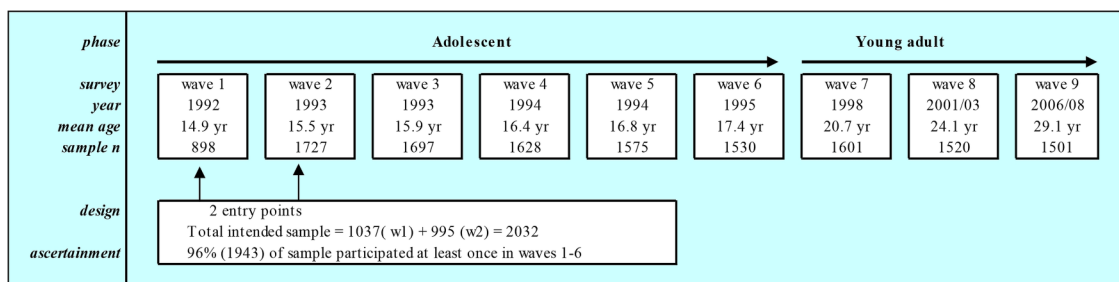 phase Adolescent Young adult
survey wave 1 wave 2 wave 3 wave 4 wave 5 wave 6 wave 7 wave 8 wave 9
year 1992 1993 1993 1994 1994 1995 1998 2001/03 2006/08
mean age 14.9 yr 15.5 yr 15.9 yr 16.4 yr 16.8 yr 17.4 yr 20.7 yr 24.1 yr 29.1 yr
sample n 898 1727 1697 1628 1575 1530 1601 1520 1501
design 2 entry points
Total intended sample = 1037( w1) + 995 (w2) = 2032
ascertainment 96% (1943) of sample participated at least once in waves 1-6